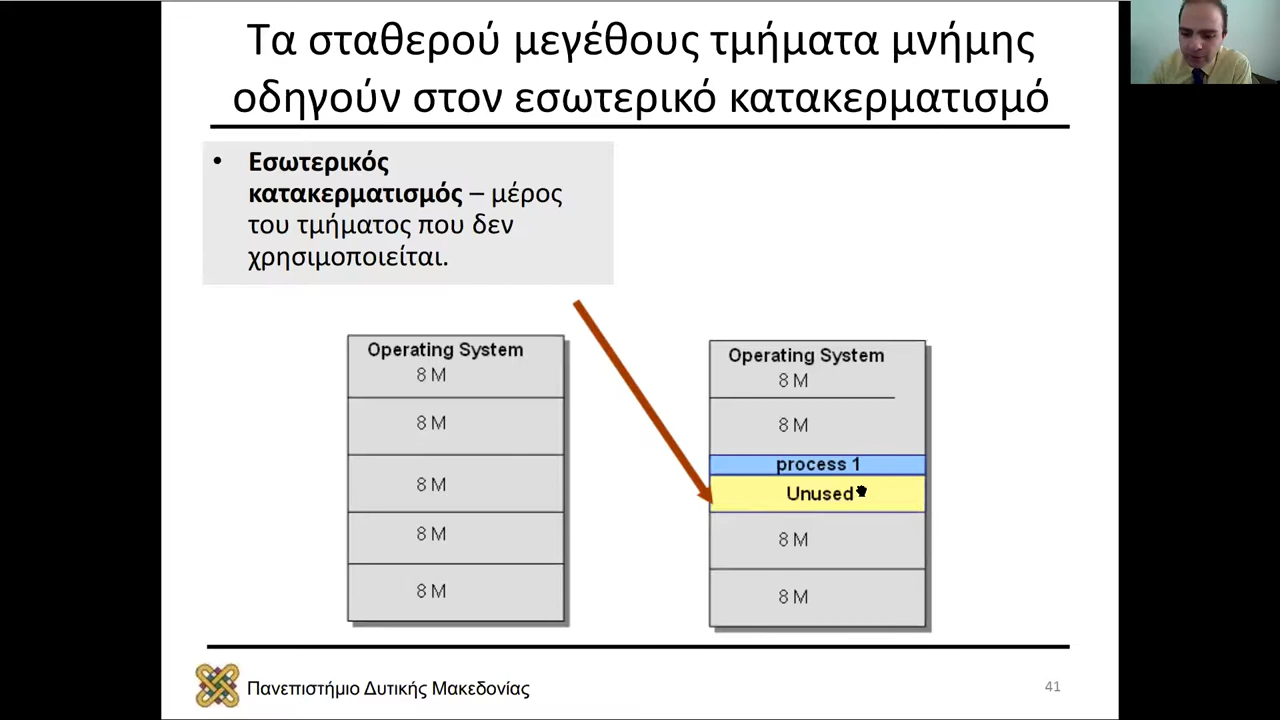 Τα σταθερού μεγέθους τμήματα μνήμης
οδηγούν στον εσωτερικό κατακερματισμό
• Εσωτερικός
κατακερματισμός – μέρος
του τμήματος που δεν
χρησιμοποιείται.
Operating System
8 M
8 M
8 M
8 M
8 M
Operating System
8 M
8 M
process 1
Unused
8 M
8 M
Πανεπιστήμιο Δυτικής Μακεδονίας
41